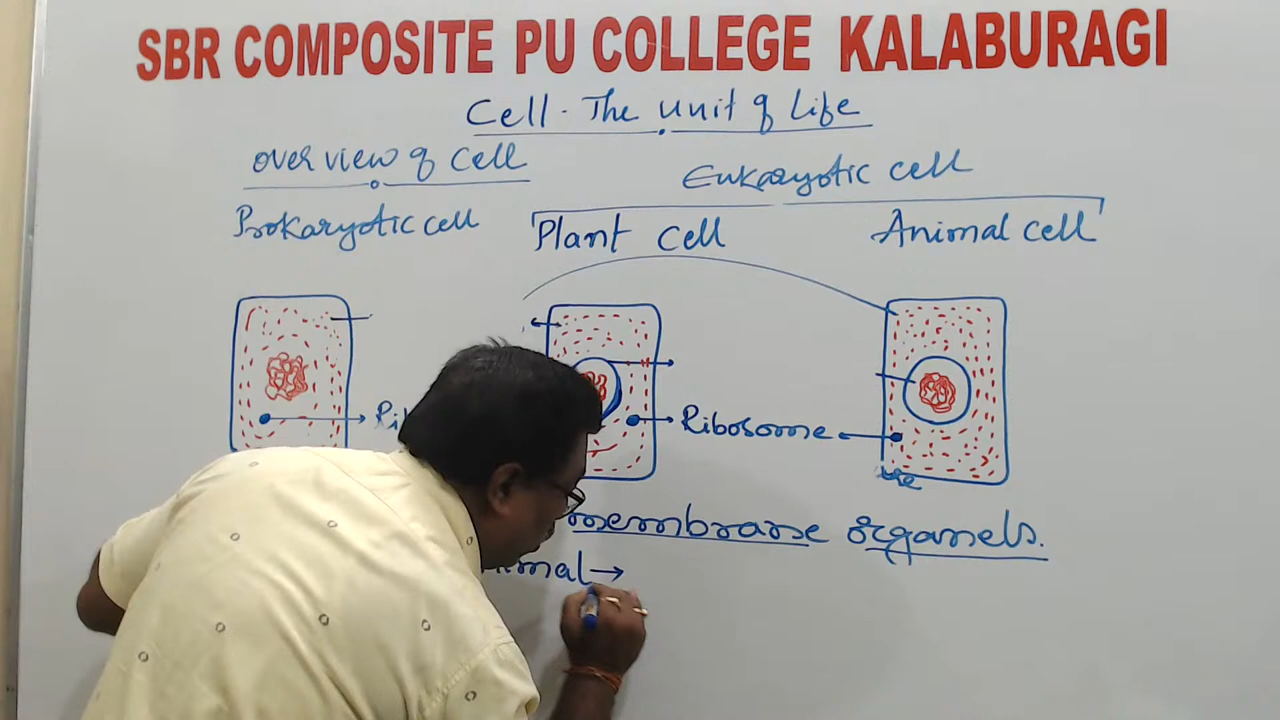 SBR COMPOSITE PU COLLEGE KALABURAGI
Cell - The unit of Life
over view of cell
Eukaryotic cell
Prokaryotic cell
Plant cell
Animal cell
Ribosome
membrane organels.